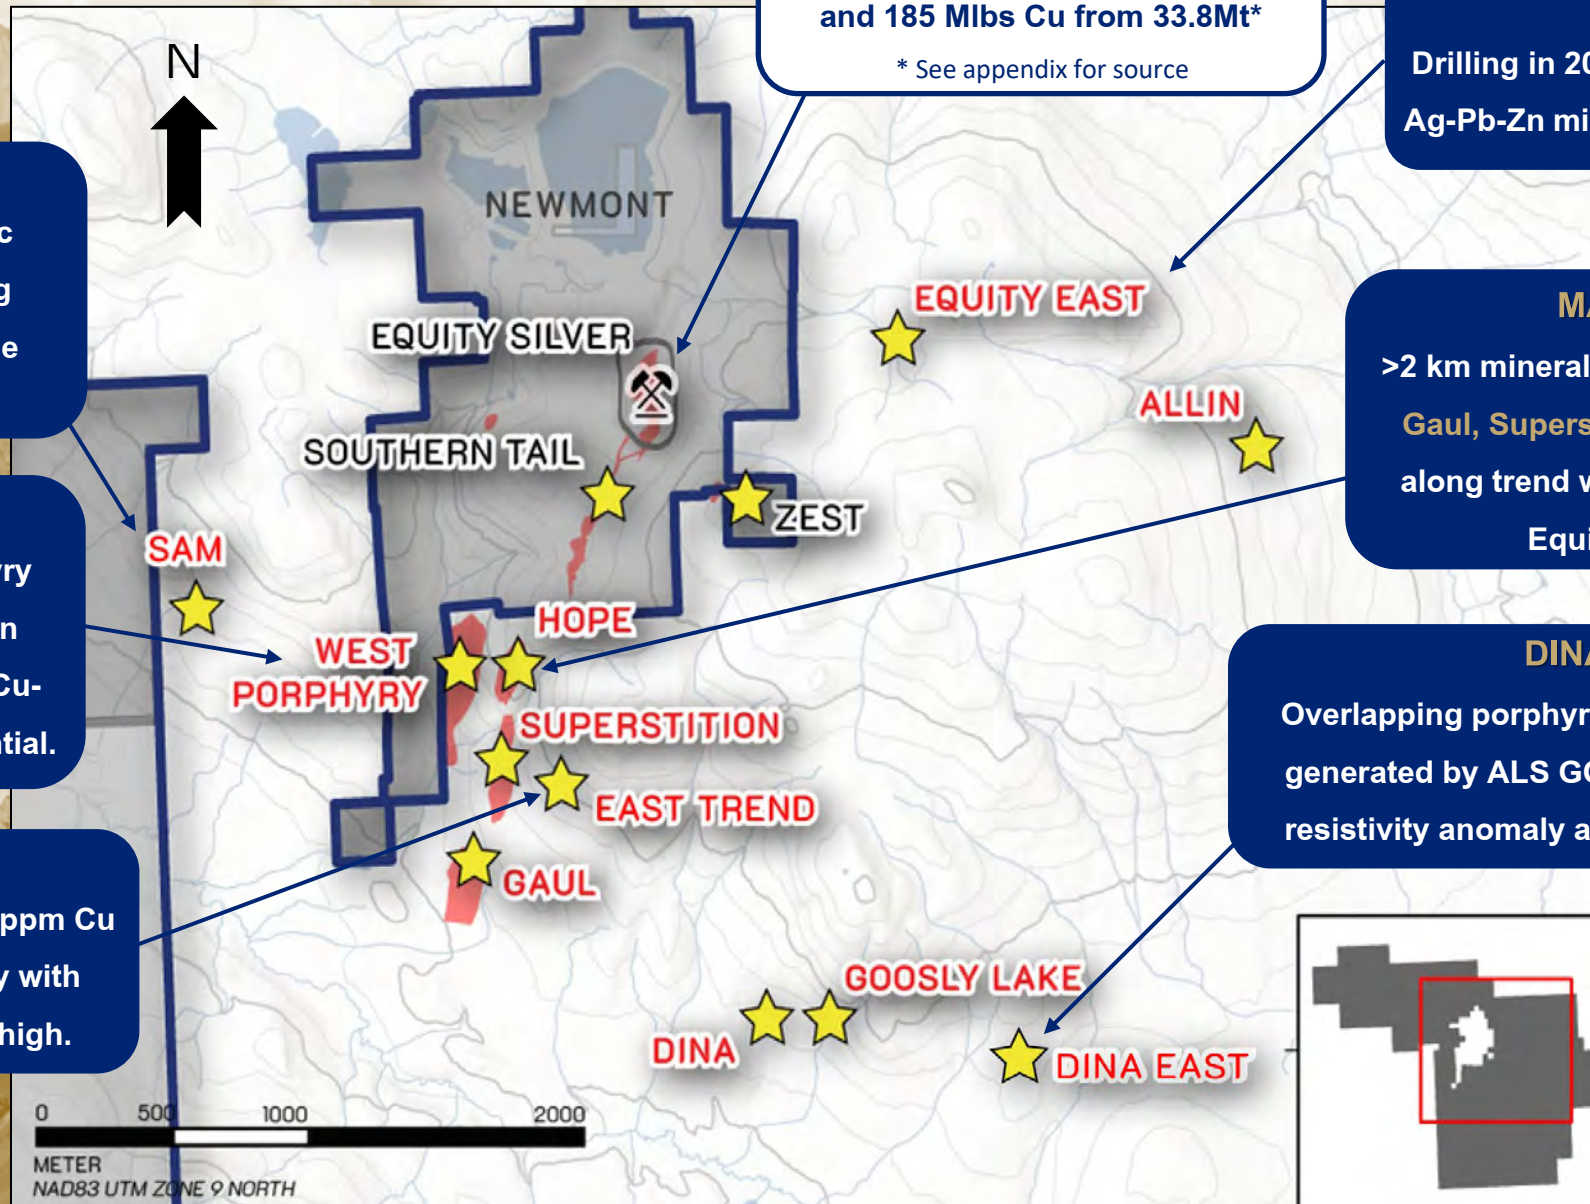 and 185 Mlbs Cu from 33.8Mt*
* See appendix for source
Drilling in 20
Ag-Pb-Zn mi
N
NEWMONT
EQUITY SILVER
SOUTHERN TAIL
ZEST
EQUITY EAST
ALLIN
c
g
e
SAM
ry
n
Cu-
tial.
MA
>2 km mineral
Gaul, Supers
along trend w
Equi
HOPE
WEST
PORPHYRY
SUPERSTITION
EAST TREND
GAUL
ppm Cu
y with
high.
DINA
Overlapping porphyr
generated by ALS GO
resistivity anomaly a
GOOSLY LAKE
DINA
DINA EAST
0 500 1000 2000
METER
NAD83 UTM ZONE 9 NORTH